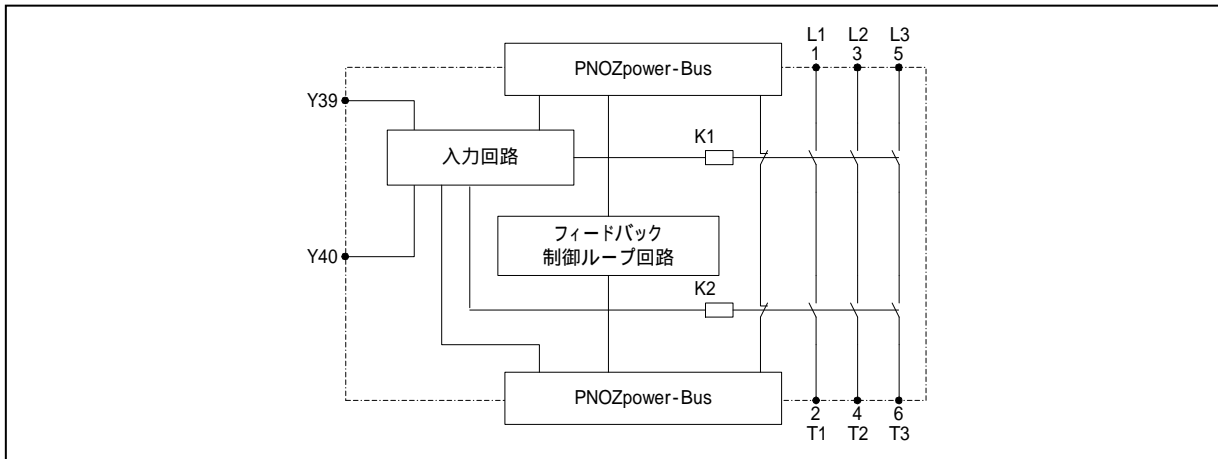 L1 L2 L3
1 3 5
PNOZpower-Bus
Y39
K1
入力回路
フィードバック
制御ループ回路
Y40
K2
PNOZpower-Bus
2 4 6
T1 T2 T3